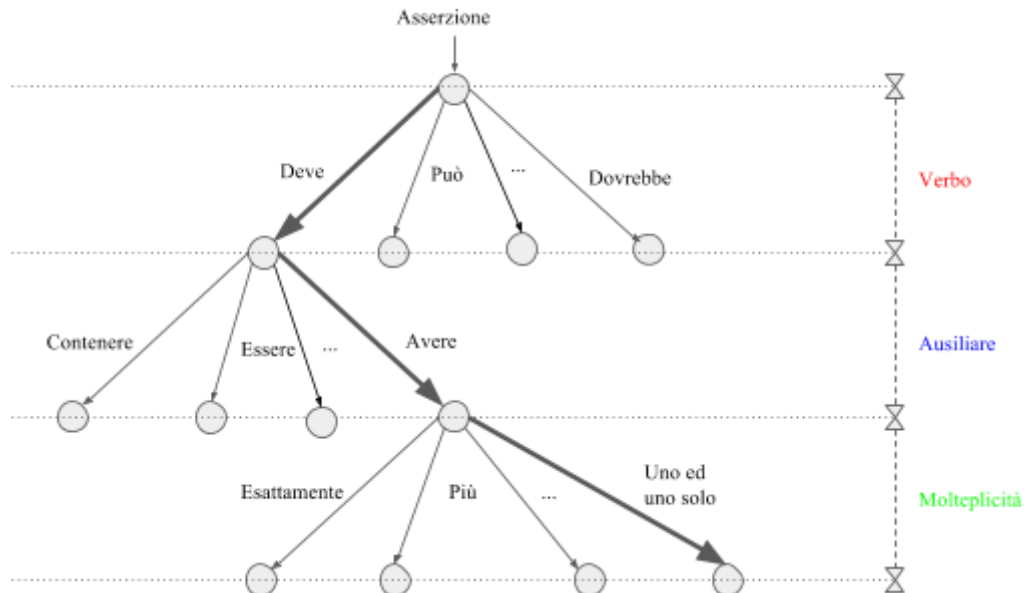 Asserzione
Deve
Può
...
Dovrebbe
Verbo
Contenere
Essere
...
Avere
Ausiliare
Esattamente
Più
...
Uno ed
uno solo
Molteplicità